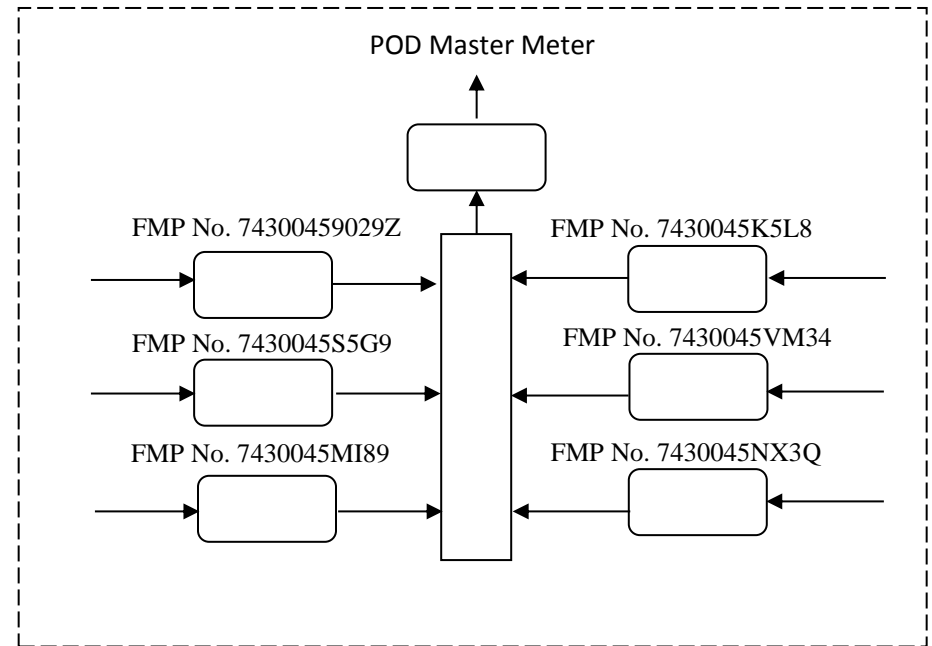 POD Master Meter
FMP No. 74300459029Z
FMP No. 7430045K5L8
FMP No. 7430045S5G9
FMP No. 7430045VM34
FMP No. 7430045MI89
FMP No. 7430045NX3Q